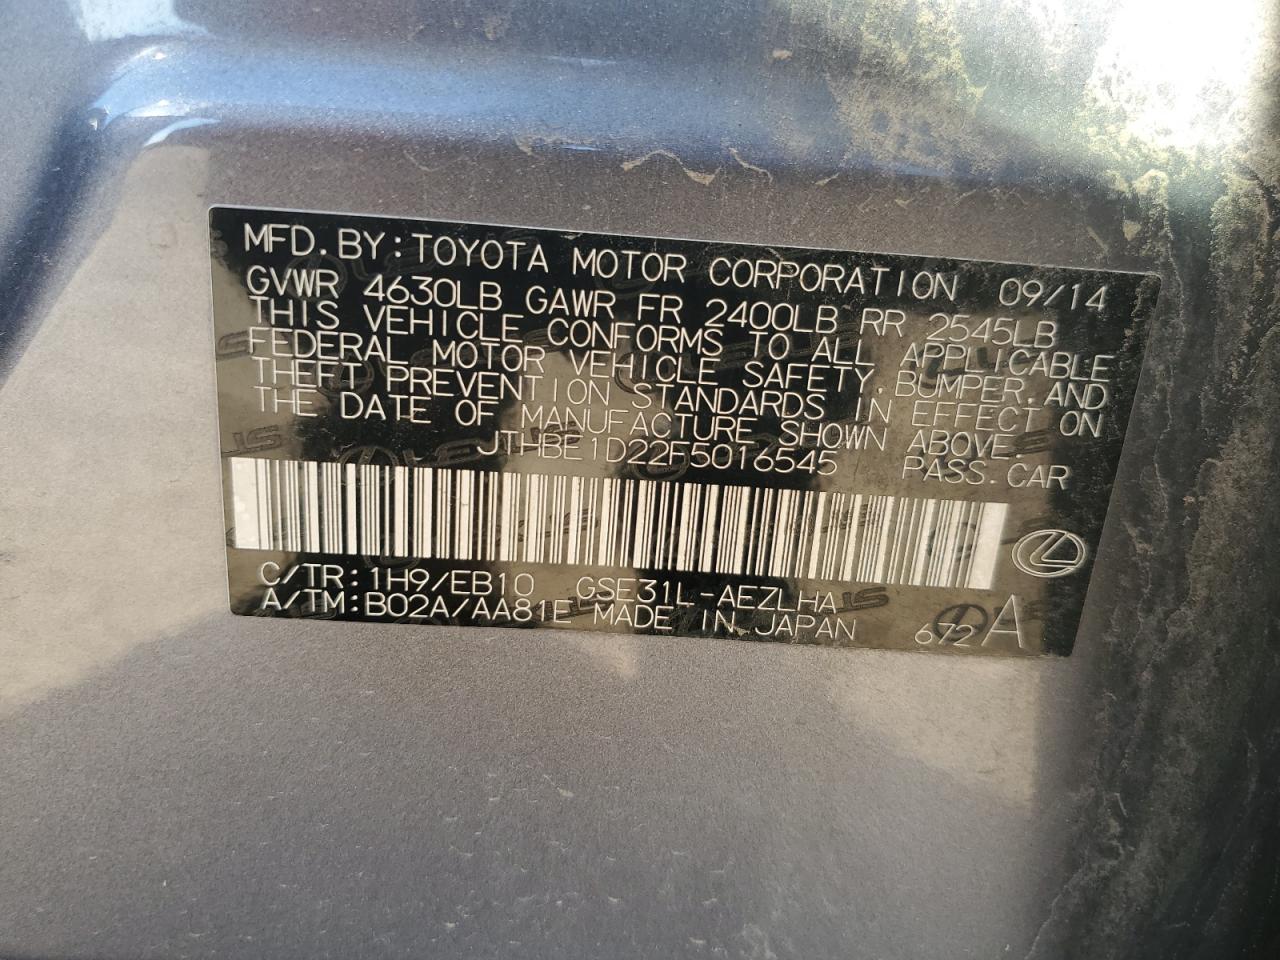 MFD.BY:TOYOTA MOTOR CORPORATION 09/14
GVWR 4630LB GAWR FR 2400LB RR 2545LB
THIS VEHICLE CONFORMS TO ALL APPLICABLE
FEDERAL MOTOR VEHICLE SAFETY,BUMPER,AND
THEFT PREVENTION STANDARDS IN EFFECT ON
THE DATE OF MANUFACTURE SHOWN ABOVE.
JTHBE1D22F5016545 PASS.CAR
C/TR:1H9/EB10 GSE31L-AEZLHA
A/TM:B02A/AA81E MADE IN JAPAN 672 A